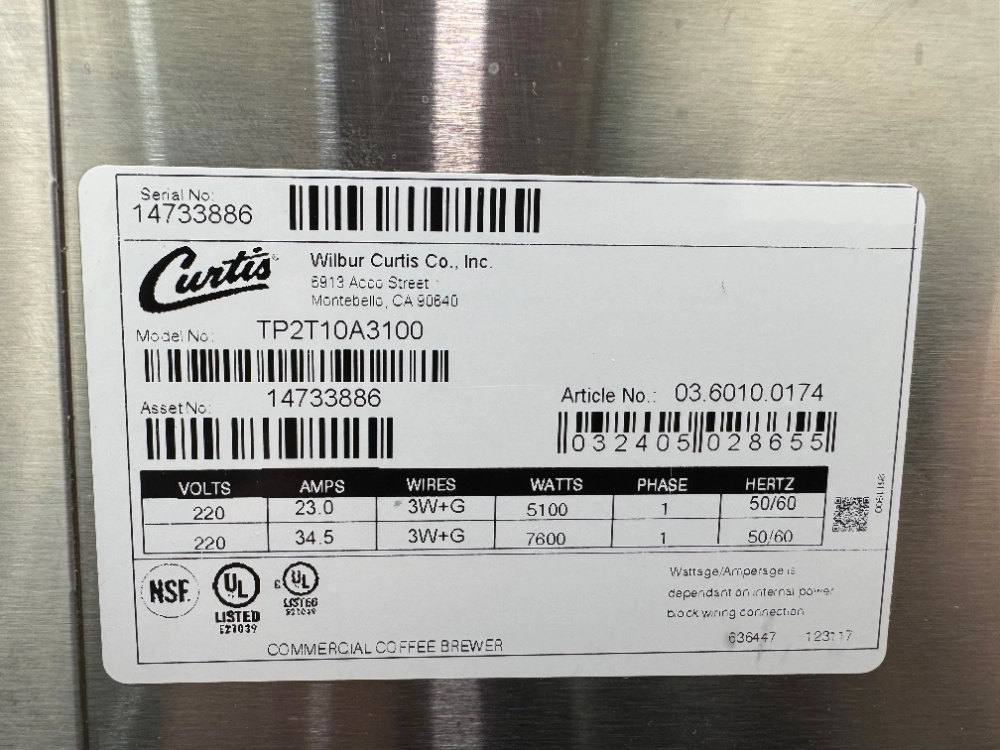 Serial No:
14733886
Curtis
Wilbur Curtis Co., Inc.
6913 Acco Street
Montebello, CA 90640
Model No: TP2T10A3100
Asset No: 14733886
Article No.: 03.6010.0174
032405 028655
VOLTS AMPS WIRES WATTS PHASE HERTZ
220 23.0 3W+G 5100 1 50/60
220 34.5 3W+G 7600 1 50/60
NSF
UL
LISTED
E21039
c UL
LISTED
Wattage/Amperage is
dependant on internal power
block wiring connection
636447 123117
COMMERCIAL COFFEE BREWER